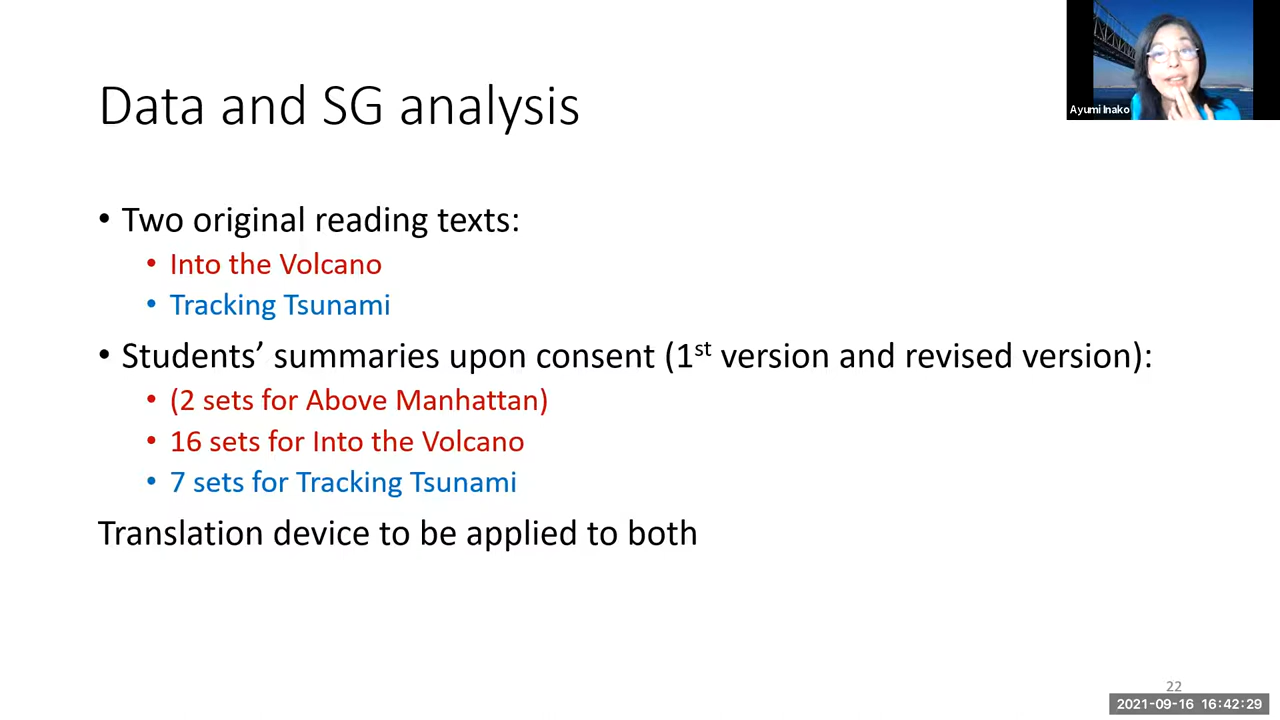 Data and SG analysis
Ayumi Inako
• Two original reading texts:
• Into the Volcano
• Tracking Tsunami
• Students’ summaries upon consent (1st version and revised version):
• (2 sets for Above Manhattan)
• 16 sets for Into the Volcano
• 7 sets for Tracking Tsunami
Translation device to be applied to both
22
2021-09-16 16:42:29